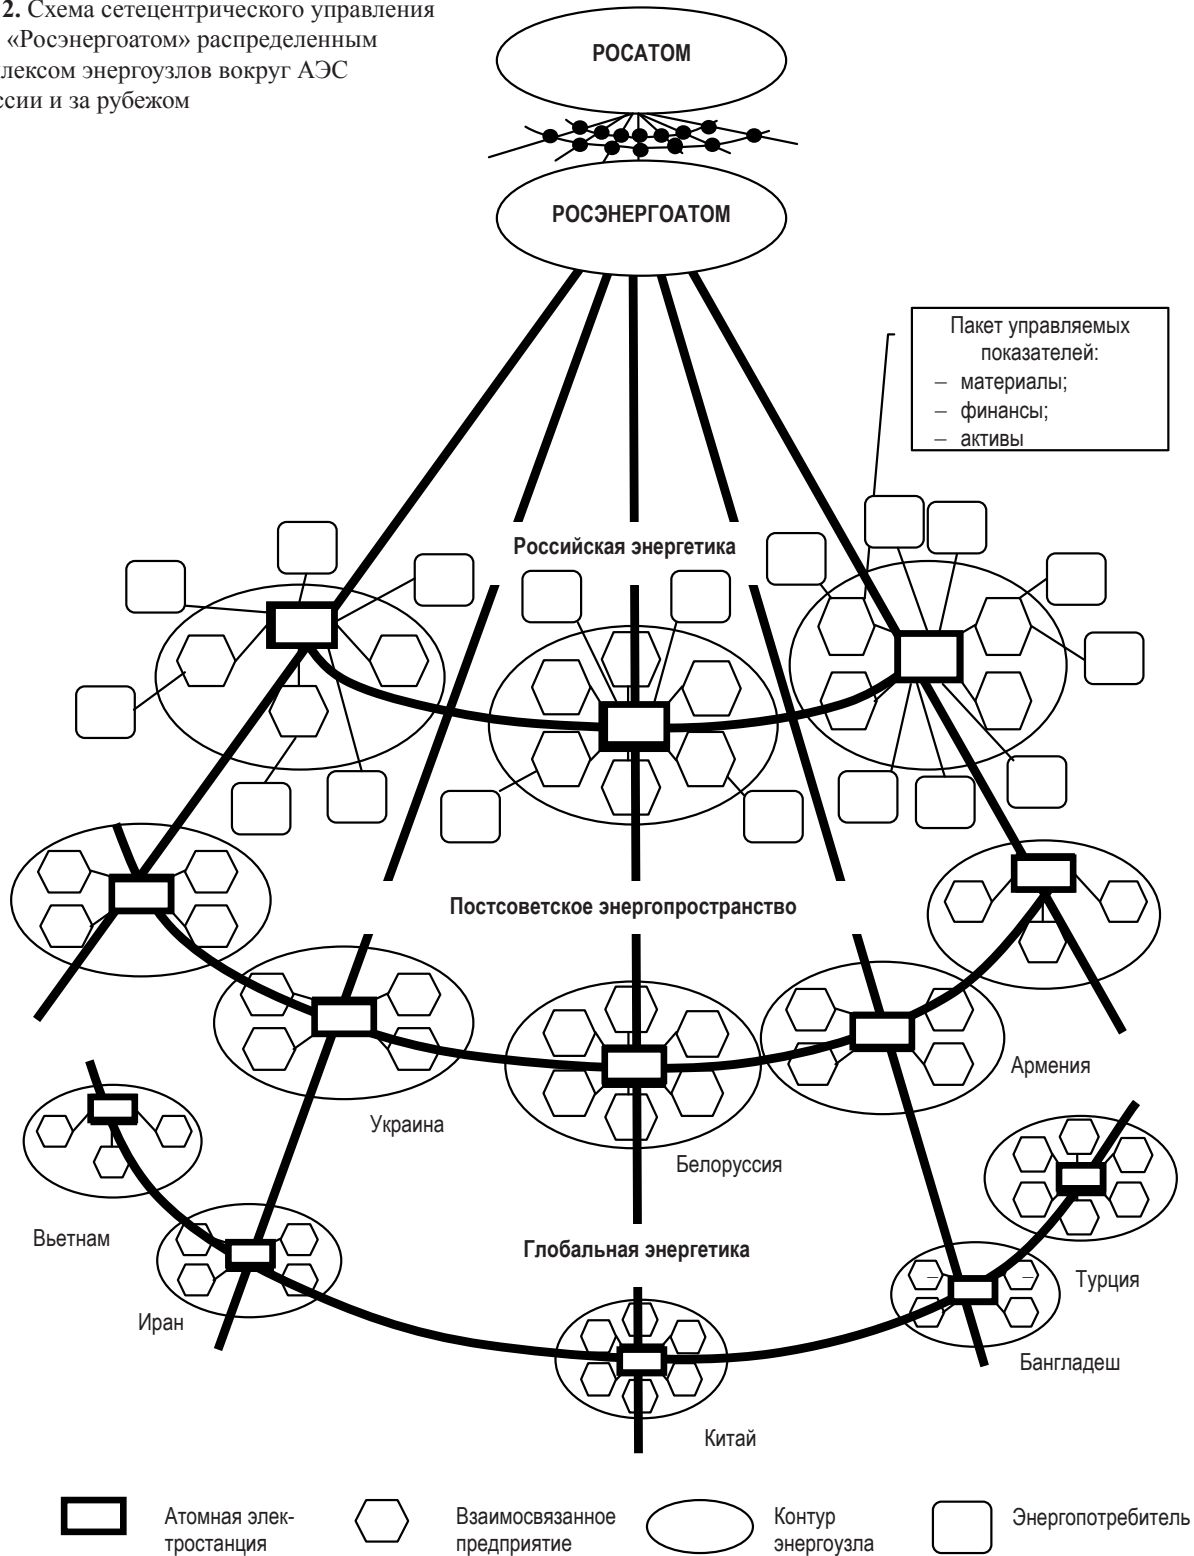 2. Схема сетецентрического управления
«Росэнергоатом» распределенным
лексом энергоузлов вокруг АЭС
ссии и за рубежом
РОСАТОМ
РОСЭНЕРГОАТОМ
Пакет управляемых
показателей:
– материалы;
– финансы;
– активы
Российская энергетика
Постсоветское энергопространство
Армения
Украина
Белоруссия
Вьетнам
Глобальная энергетика
Турция
Иран
Бангладеш
Китай
Атомная элек-
тростанция
Взаимосвязанное
предприятие
Контур
энергоузла
Энергопотребитель